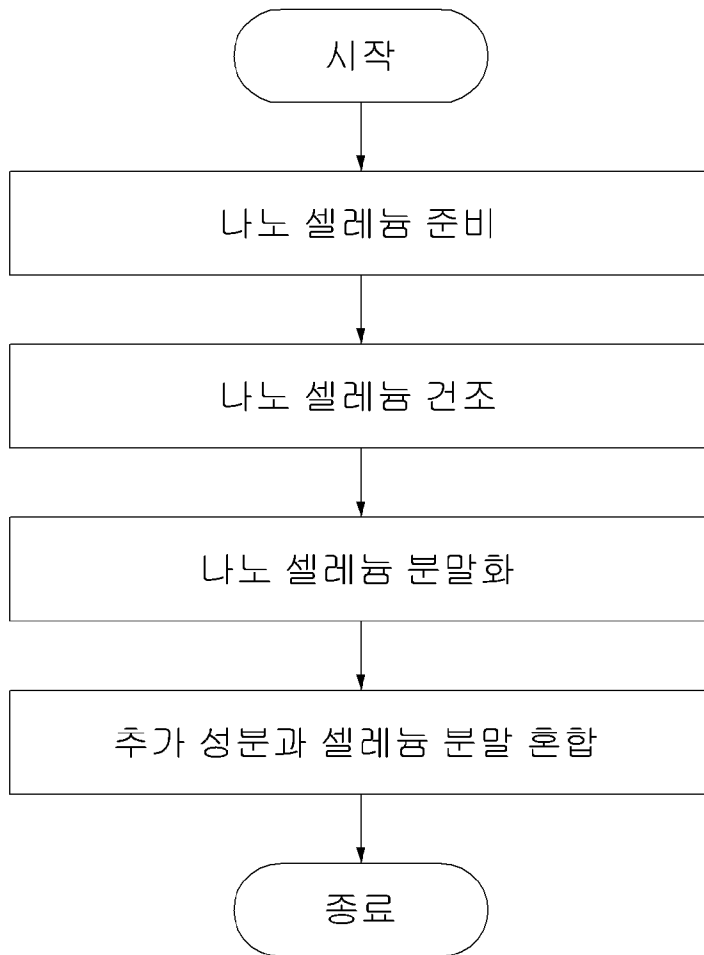 시작
나노 셀레늄 준비
나노 셀레늄 건조
나노 셀레늄 분말화
추가 성분과 셀레늄 분말 혼합
종료